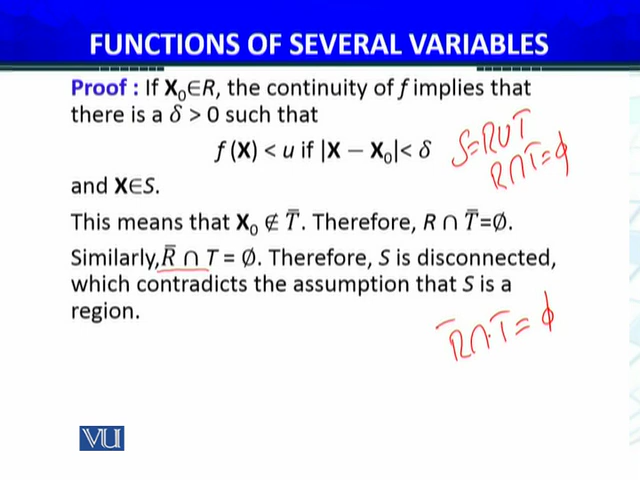 FUNCTIONS OF SEVERAL VARIABLES
Proof : If X₀∈R, the continuity of f implies that
there is a δ > 0 such that
f (X) < u if |X − X₀|< δ
S=R∪T
R∩T=ϕ
and X∈S.
This means that X₀ ∉ T̅. Therefore, R ∩ T̅=∅.
Similarly,R̅ ∩ T = ∅. Therefore, S is disconnected,
which contradicts the assumption that S is a
region.
R̅∩T=ϕ
VU